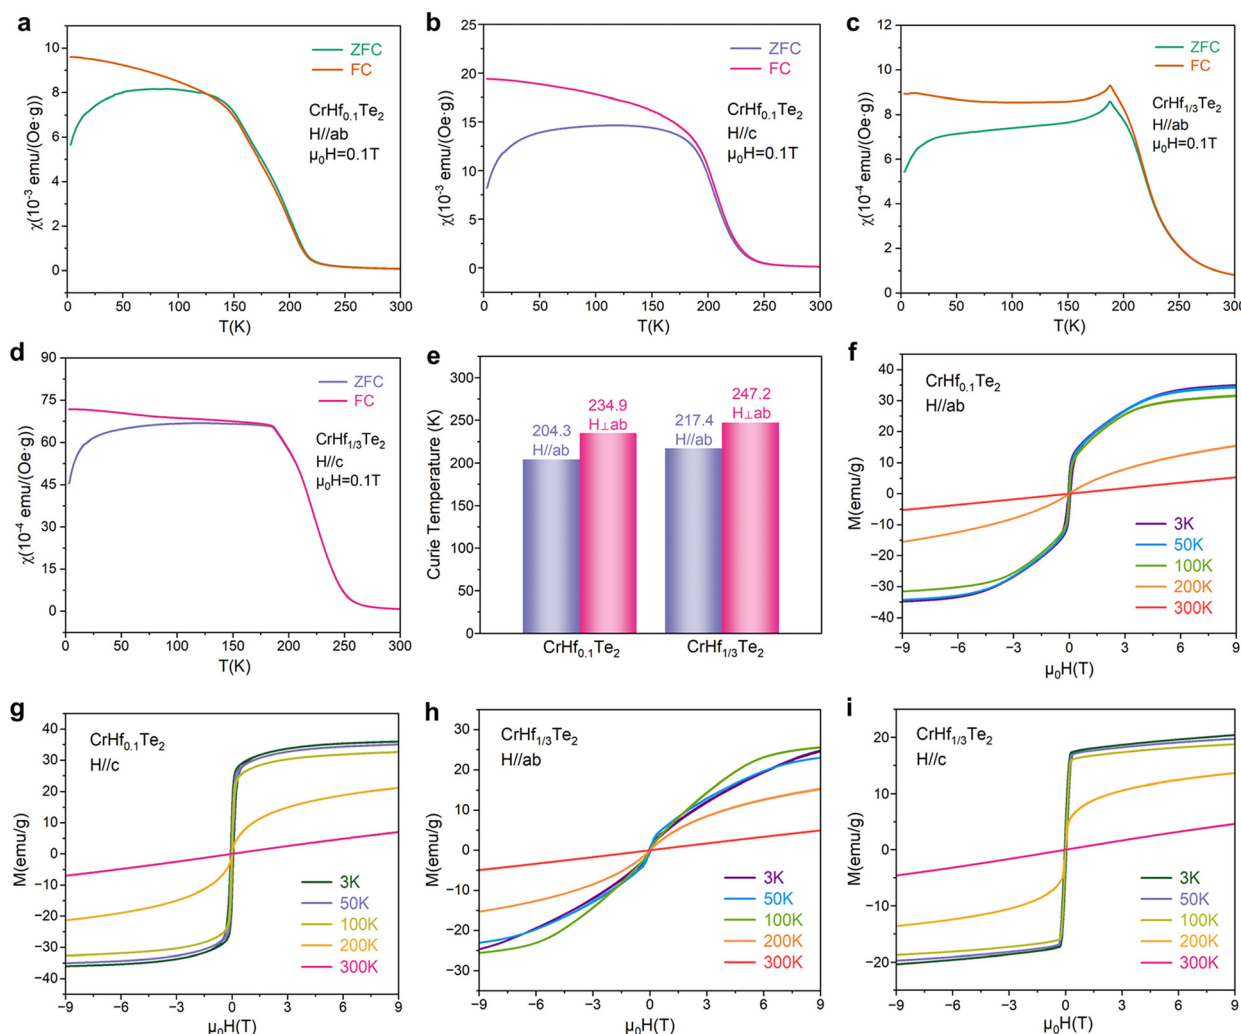 a
χ(10⁻³ emu/(Oe·g))
10
8
6
4
2
0
ZFC
FC
CrHf₀.₁Te₂
H//ab
μ₀H=0.1T
0 50 100 150 200 250 300
T(K)
b
χ(10⁻³ emu/(Oe·g))
25
20
15
10
5
0
ZFC
FC
CrHf₀.₁Te₂
H//c
μ₀H=0.1T
0 50 100 150 200 250 300
T(K)
c
χ(10⁻⁴ emu/(Oe·g))
12
10
8
6
4
2
0
ZFC
FC
CrHf₁/₃Te₂
H//ab
μ₀H=0.1T
0 50 100 150 200 250 300
T(K)
d
χ(10⁻⁴ emu/(Oe·g))
90
75
60
45
30
15
0
ZFC
FC
CrHf₁/₃Te₂
H//c
μ₀H=0.1T
0 50 100 150 200 250 300
T(K)
e
Curie Temperature (K)
300
250
200
150
100
50
0
204.3
H//ab
234.9
H⊥ab
217.4
H//ab
247.2
H⊥ab
CrHf₀.₁Te₂ CrHf₁/₃Te₂
f
M(emu/g)
40
30
20
10
0
−10
−20
−30
−40
CrHf₀.₁Te₂
H//ab
3K
50K
100K
200K
300K
−9 −6 −3 0 3 6 9
μ₀H(T)
g
M(emu/g)
40
30
20
10
0
−10
−20
−30
−40
CrHf₀.₁Te₂
H//c
3K
50K
100K
200K
300K
−9 −6 −3 0 3 6 9
μ₀H(T)
h
M(emu/g)
30
20
10
0
−10
−20
−30
CrHf₁/₃Te₂
H//ab
3K
50K
100K
200K
300K
−9 −6 −3 0 3 6 9
μ₀H(T)
i
M(emu/g)
20
10
0
−10
−20
CrHf₁/₃Te₂
H//c
3K
50K
100K
200K
300K
−9 −6 −3 0 3 6 9
μ₀H(T)